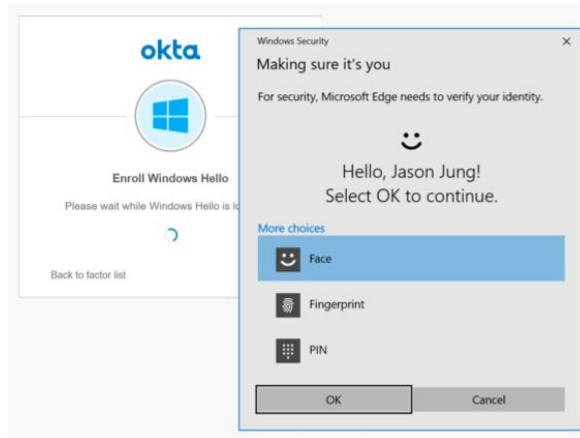 okta
Enroll Windows Hello
Please wait while Windows Hello is
Back to factor list
Windows Security
Making sure it's you
For security, Microsoft Edge needs to verify your identity.
Hello, Jason Jung!
Select OK to continue.
More choices
Face
Fingerprint
PIN
OK
Cancel